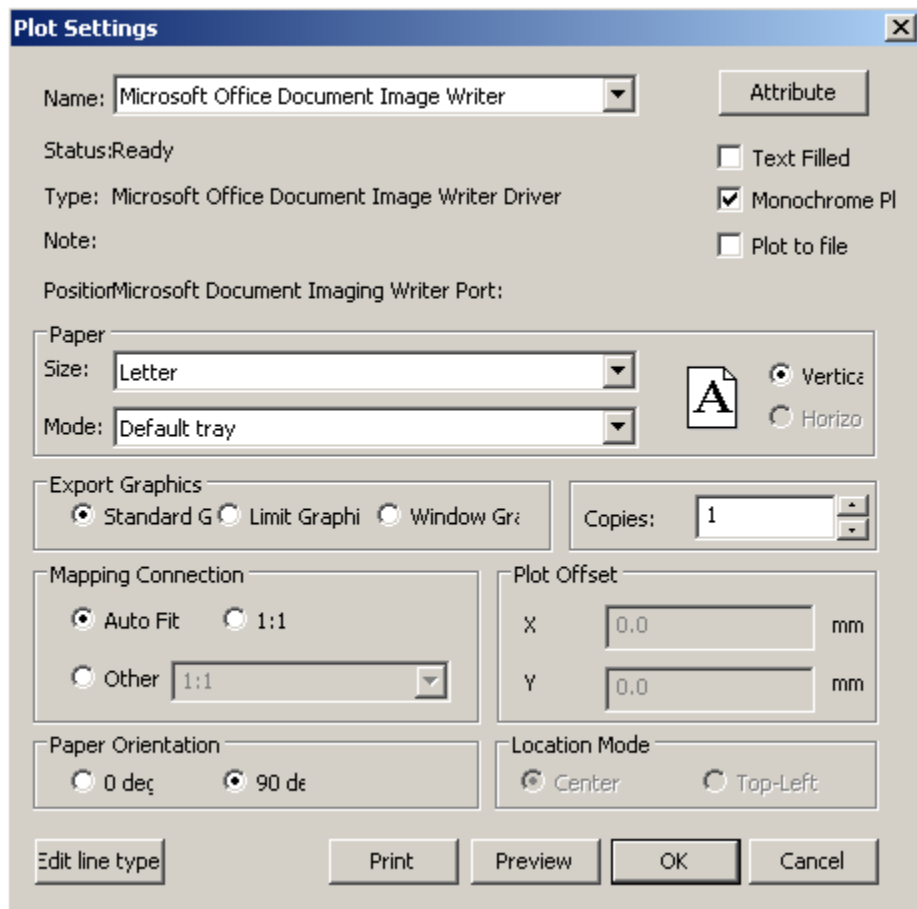 Plot Settings
Name: Microsoft Office Document Image Writer
Attribute
Status:Ready
Text Filled
Type: Microsoft Office Document Image Writer Driver
Monochrome Pl
Note:
Plot to file
Position Microsoft Document Imaging Writer Port:
Paper
Size: Letter
A
Vertica
Mode: Default tray
Horizo
Export Graphics
Standard G Limit Graphi Window Gra
Copies: 1
Mapping Connection
Auto Fit 1:1
Other 1:1
Plot Offset
X 0.0 mm
Y 0.0 mm
Paper Orientation
0 deg 90 de
Location Mode
Center Top-Left
Edit line type Print Preview OK Cancel